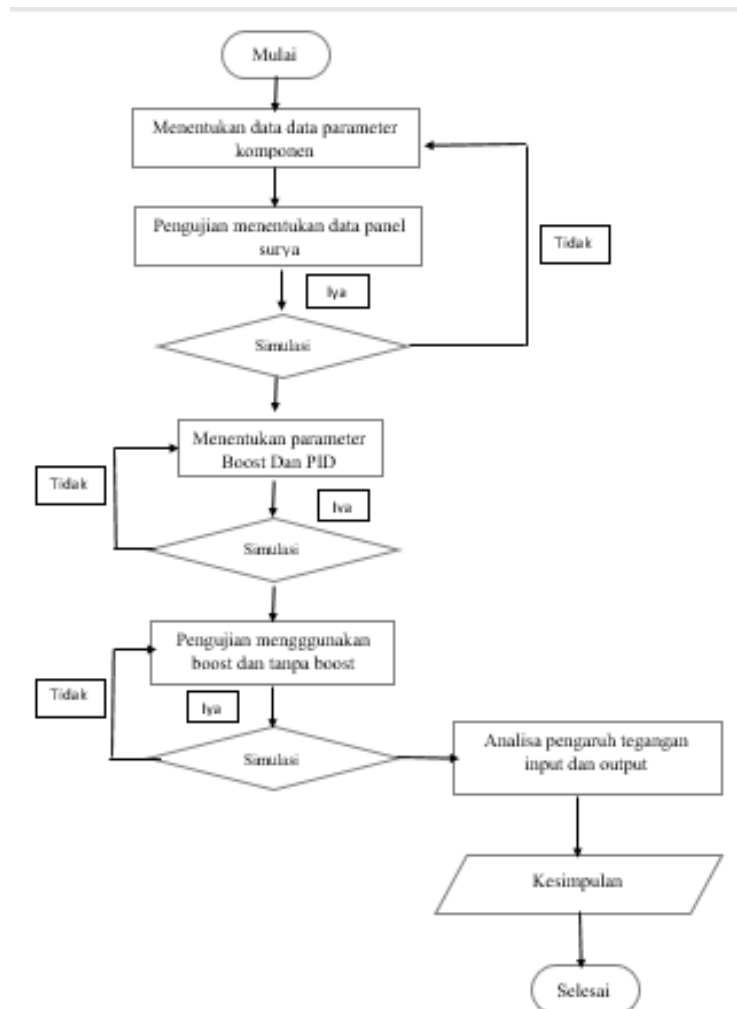 Mulai
Menentukan data data parameter
komponen
Pengujian menentukan data panel
surya
Tidak
Iya
Simulasi
Menentukan parameter
Boost Dan PID
Tidak
Iya
Simulasi
Pengujian mengggunakan
boost dan tanpa boost
Tidak
Iya
Simulasi
Analisa pengaruh tegangan
input dan output
Kesimpulan
Selesai